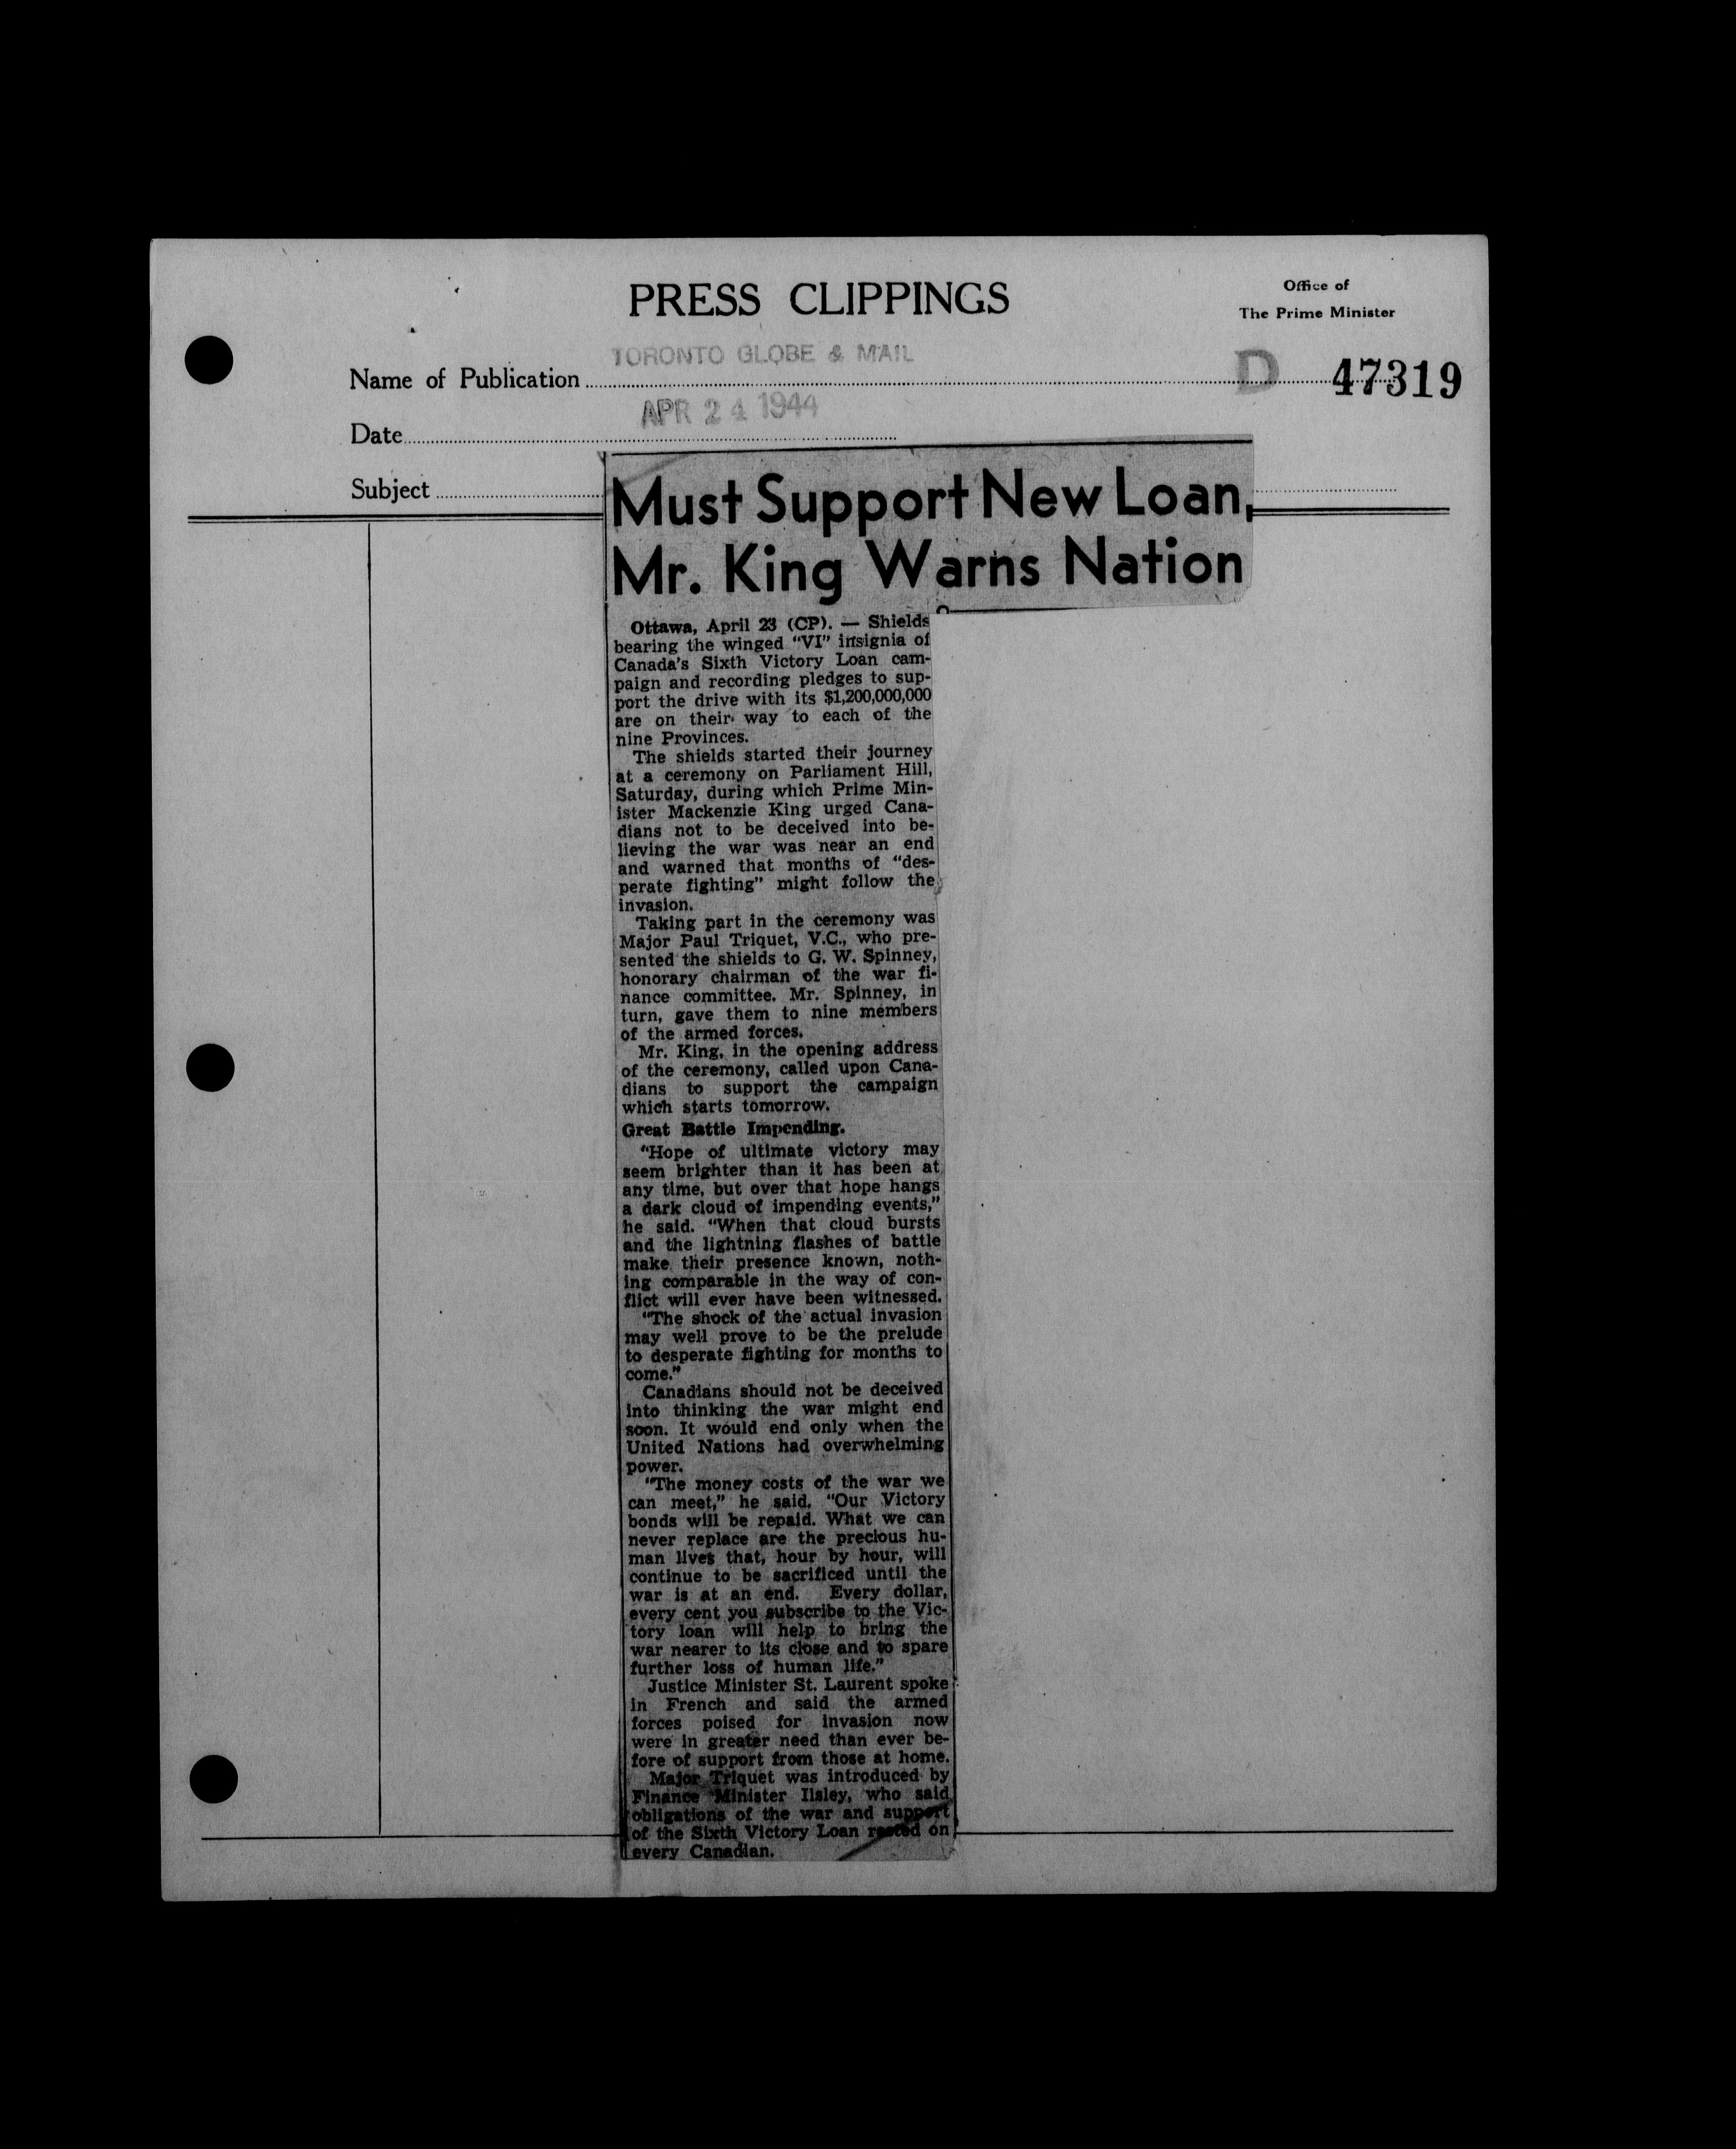 PRESS CLIPPINGS
Office of
The Prime Minister
TORONTO GLOBE & MAIL
Name of Publication
D 47319
APR 24 1944
Date
Subject
Must Support New Loan,
Mr. King Warns Nation
Ottawa, April 23 (CP). — Shields
bearing the winged "VI" insignia of
Canada's Sixth Victory Loan cam-
paign and recording pledges to sup-
port the drive with its $1,200,000,000
are on their way to each of the
nine Provinces.
The shields started their journey
at a ceremony on Parliament Hill,
Saturday, during which Prime Min-
ister Mackenzie King urged Cana-
dians not to be deceived into be-
lieving the war was near an end
and warned that months of "des-
perate fighting" might follow the
invasion.
Taking part in the ceremony was
Major Paul Triquet, V.C., who pre-
sented the shields to G. W. Spinney,
honorary chairman of the war fi-
nance committee. Mr. Spinney, in
turn, gave them to nine members
of the armed forces.
Mr. King, in the opening address
of the ceremony, called upon Cana-
dians to support the campaign
which starts tomorrow.
Great Battle Impending.
"Hope of ultimate victory may
seem brighter than it has been at
any time, but over that hope hangs
a dark cloud of impending events,"
he said. "When that cloud bursts
and the lightning flashes of battle
make their presence known, noth-
ing comparable in the way of con-
flict will ever have been witnessed.
"The shock of the actual invasion
may well prove to be the prelude
to desperate fighting for months to
come."
Canadians should not be deceived
into thinking the war might end
soon. It would end only when the
United Nations had overwhelming
power.
"The money costs of the war we
can meet," he said. "Our Victory
bonds will be repaid. What we can
never replace are the precious hu-
man lives that, hour by hour, will
continue to be sacrificed until the
war is at an end. Every dollar,
every cent you subscribe to the Vic-
tory loan will help to bring the
war nearer to its close and to spare
further loss of human life."
Justice Minister St. Laurent spoke
in French and said the armed
forces poised for invasion now
were in greater need than ever be-
fore of support from those at home.
Major Triquet was introduced by
Finance Minister Ilsley, who said
obligations of the war and support
of the Sixth Victory Loan rested on
every Canadian.